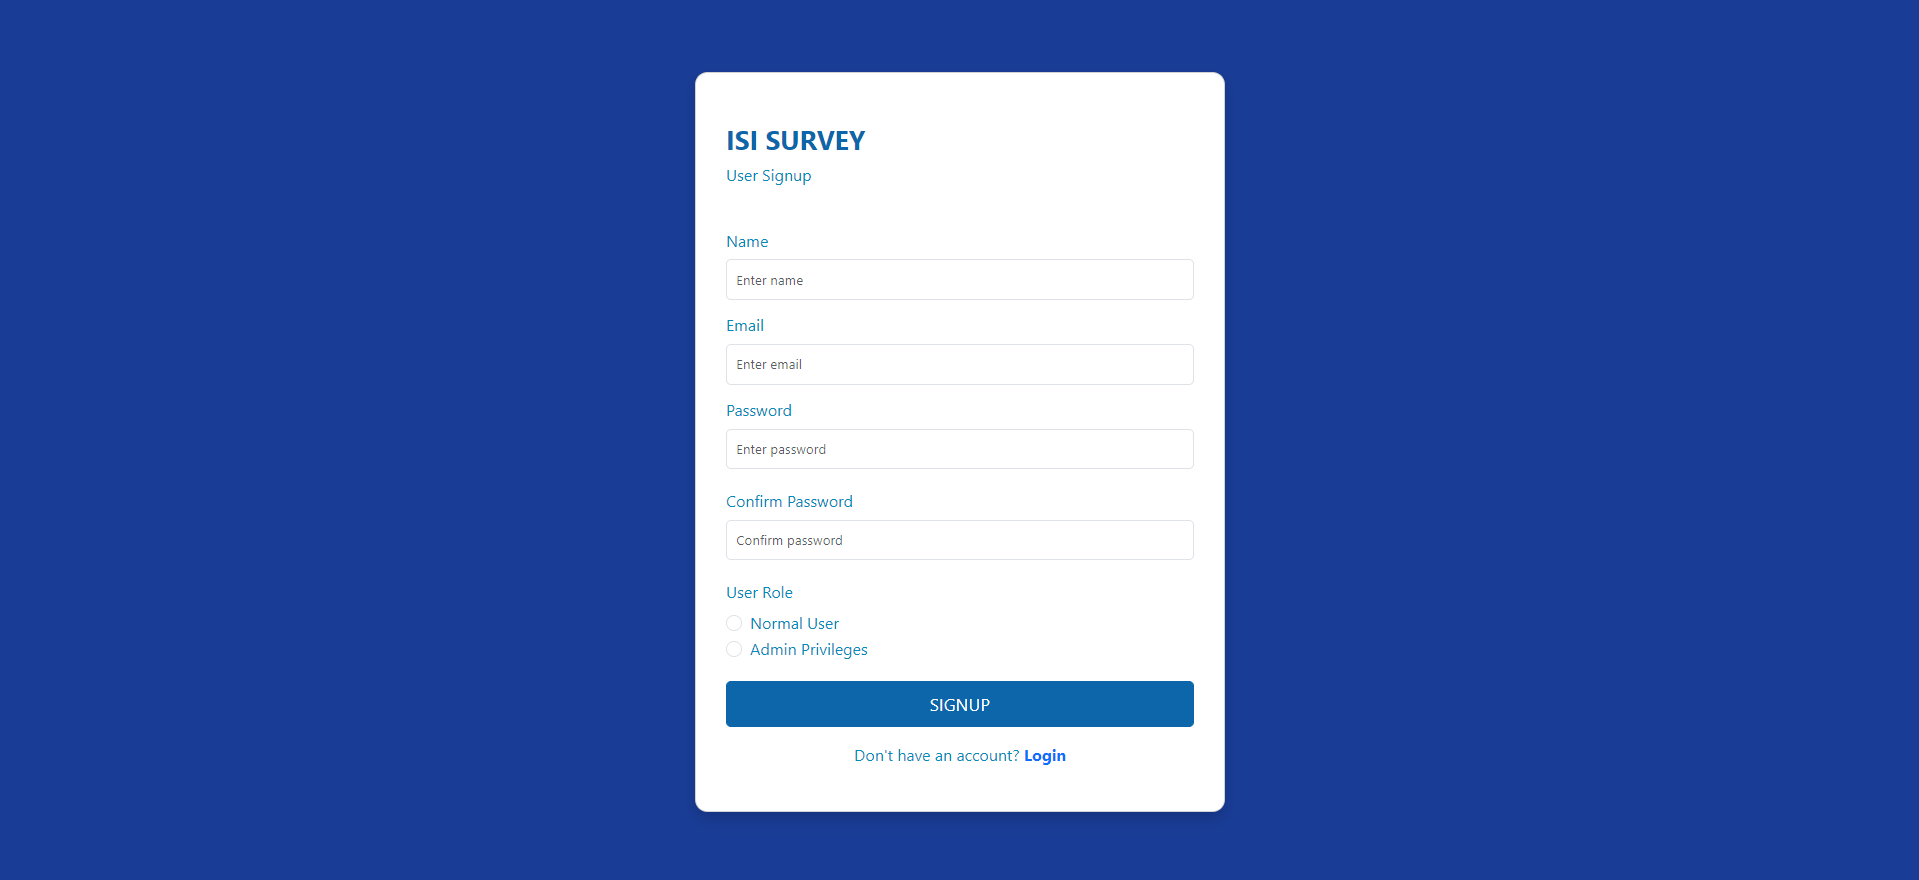 ISI SURVEY
User Signup
Name
Enter name
Email
Enter email
Password
Enter password
Confirm Password
Confirm password
User Role
Normal User
Admin Privileges
SIGNUP
Don't have an account? Login